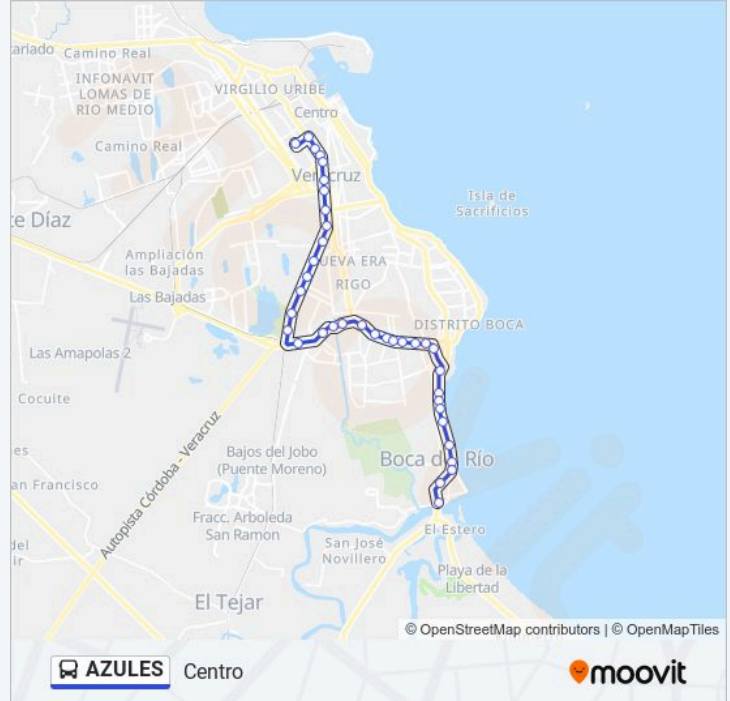 ariado
Camino Real
INFONAVIT
LOMAS DE
RIO MEDIO
VIRGILIO URIBE
Centro
Camino Real
Veracruz
Isla de
Sacrificios
te Díaz
Ampliación
las Bajadas
UEVA ERA
RIGO
Las Bajadas
DISTRITO BOCA
Las Amapolas 2
Cocuite
es
Bajos del Jobo
(Puente Moreno)
Boca del Río
an Francisco
Autopista Córdoba - Veracruz
Fracc. Arboleda
San Ramon
El Estero
del
ir
San José
Novillero
Playa de la
Libertad
El Tejar
© OpenStreetMap contributors | © OpenMapTiles
AZULES Centro
moovit